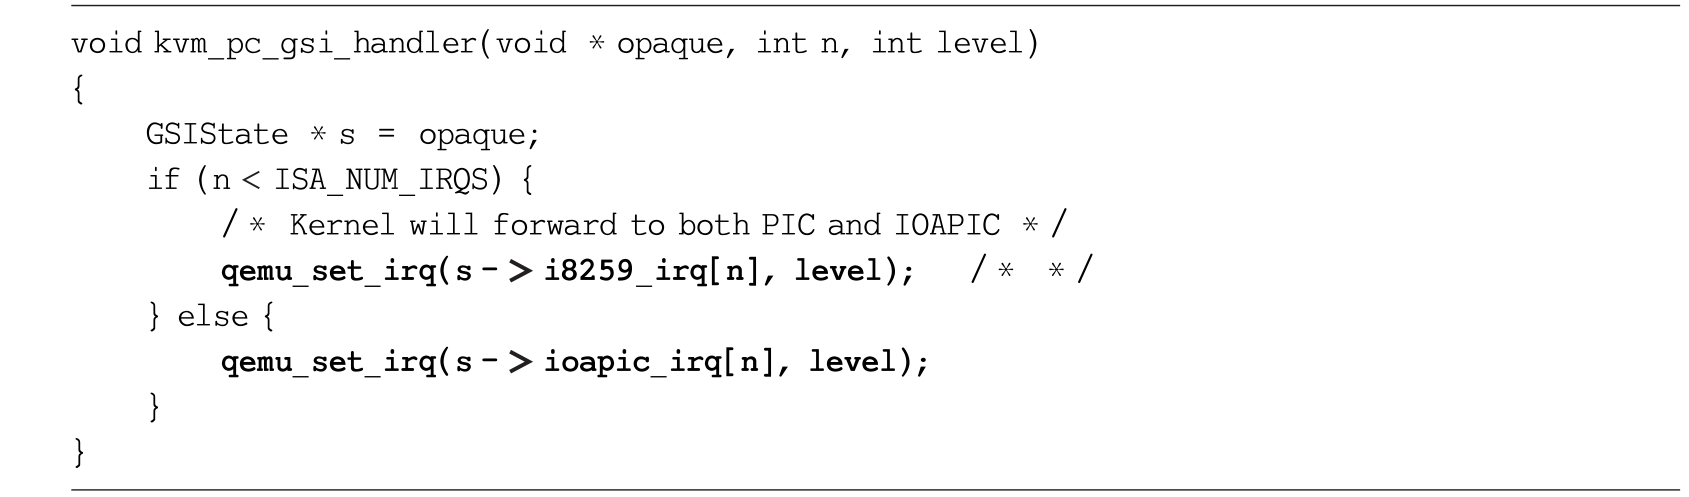 void kvm_pc_gsi_handler(void * opaque, int n, int level)
{
GSIState * s = opaque;
if (n < ISA_NUM_IRQS) {
/ * Kernel will forward to both PIC and IOAPIC * /
qemu_set_irq(s -> i8259_irq[n], level); / * * /
} else {
qemu_set_irq(s -> ioapic_irq[n], level);
}
}